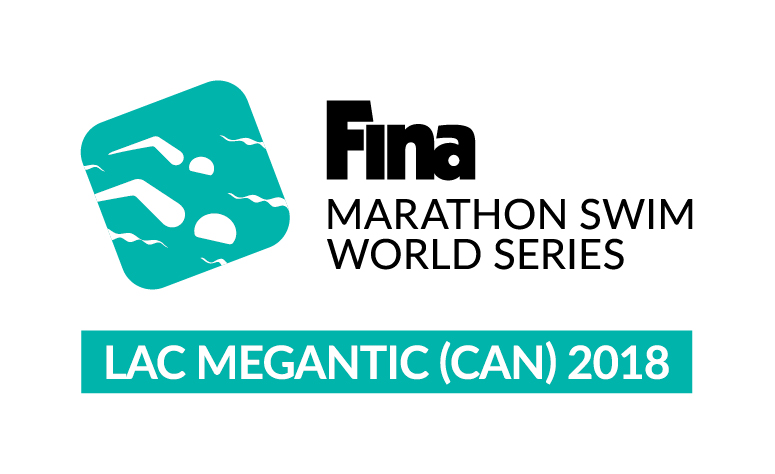 Fina
MARATHON SWIM
WORLD SERIES
LAC MEGANTIC (CAN) 2018